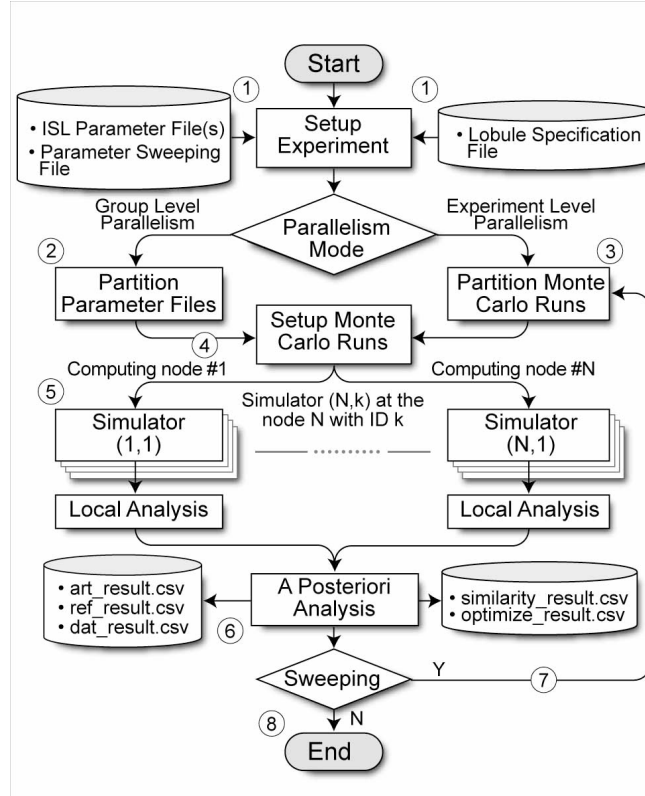 Start
1
1
• ISL Parameter File(s)
• Parameter Sweeping
File
Setup
Experiment
• Lobule Specification
File
Group Level
Parallelism
Experiment Level
Parallelism
Parallelism
Mode
2
3
Partition
Parameter Files
Partition Monte
Carlo Runs
4
Setup Monte
Carlo Runs
Computing node #1
Computing node #N
5
Simulator
(1,1)
Simulator (N,k) at the
node N with ID k
Simulator
(N,1)
Local Analysis
Local Analysis
• art_result.csv
• ref_result.csv
• dat_result.csv
A Posteriori
Analysis
• similarity_result.csv
• optimize_result.csv
6
Sweeping
Y
7
8
N
End